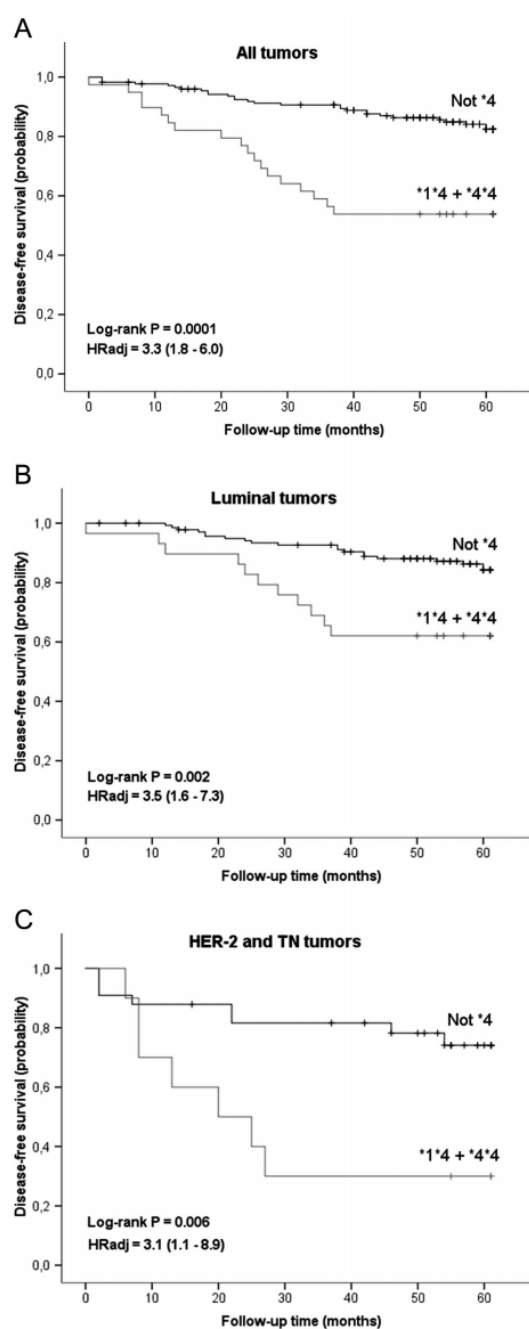 A
All tumors
Disease-free survival (probability)
1,0
0,8
0,6
0,4
0,2
0,0
Not *4
*1*4 + *4*4
Log-rank P = 0.0001
HRadj = 3.3 (1.8 - 6.0)
0 10 20 30 40 50 60
Follow-up time (months)
B
Luminal tumors
Disease-free survival (probability)
1,0
0,8
0,6
0,4
0,2
0,0
Not *4
*1*4 + *4*4
Log-rank P = 0.002
HRadj = 3.5 (1.6 - 7.3)
0 10 20 30 40 50 60
Follow-up time (months)
C
HER-2 and TN tumors
Disease-free survival (probability)
1,0
0,8
0,6
0,4
0,2
0,0
Not *4
*1*4 + *4*4
Log-rank P = 0.006
HRadj = 3.1 (1.1 - 8.9)
0 10 20 30 40 50 60
Follow-up time (months)